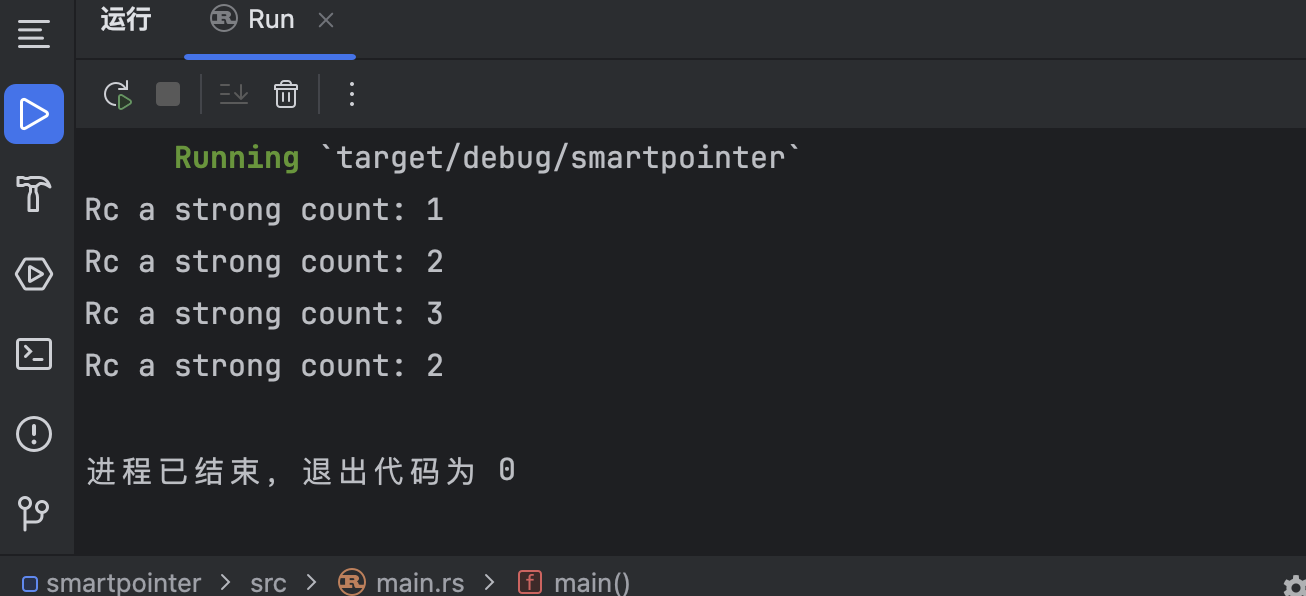 运行 Run
Running `target/debug/smartpointer`
Rc a strong count: 1
Rc a strong count: 2
Rc a strong count: 3
Rc a strong count: 2
进程已结束，退出代码为 0
smartpointer > src > main.rs > f main()